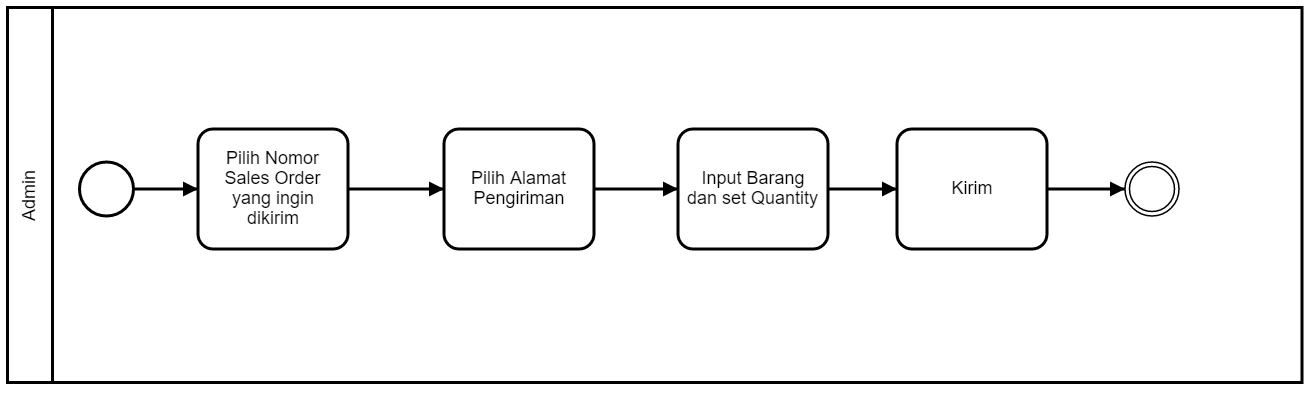 Admin
Pilih Nomor
Sales Order
yang ingin
dikirim
Pilih Alamat
Pengiriman
Input Barang
dan set Quantity
Kirim